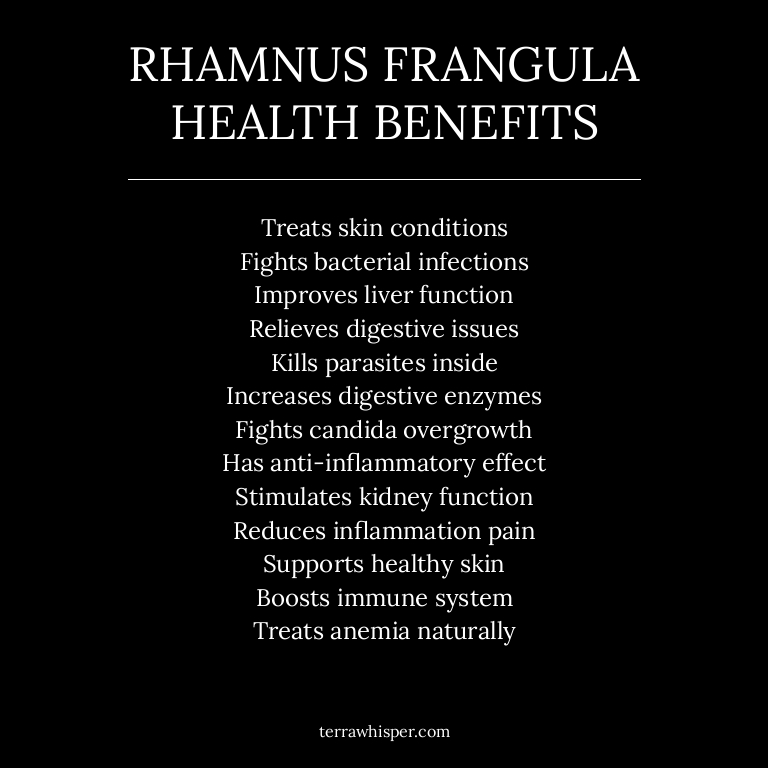 RHAMNUS FRANGULA
HEALTH BENEFITS
Treats skin conditions
Fights bacterial infections
Improves liver function
Relieves digestive issues
Kills parasites inside
Increases digestive enzymes
Fights candida overgrowth
Has anti-inflammatory effect
Stimulates kidney function
Reduces inflammation pain
Supports healthy skin
Boosts immune system
Treats anemia naturally
terrawhisper.com